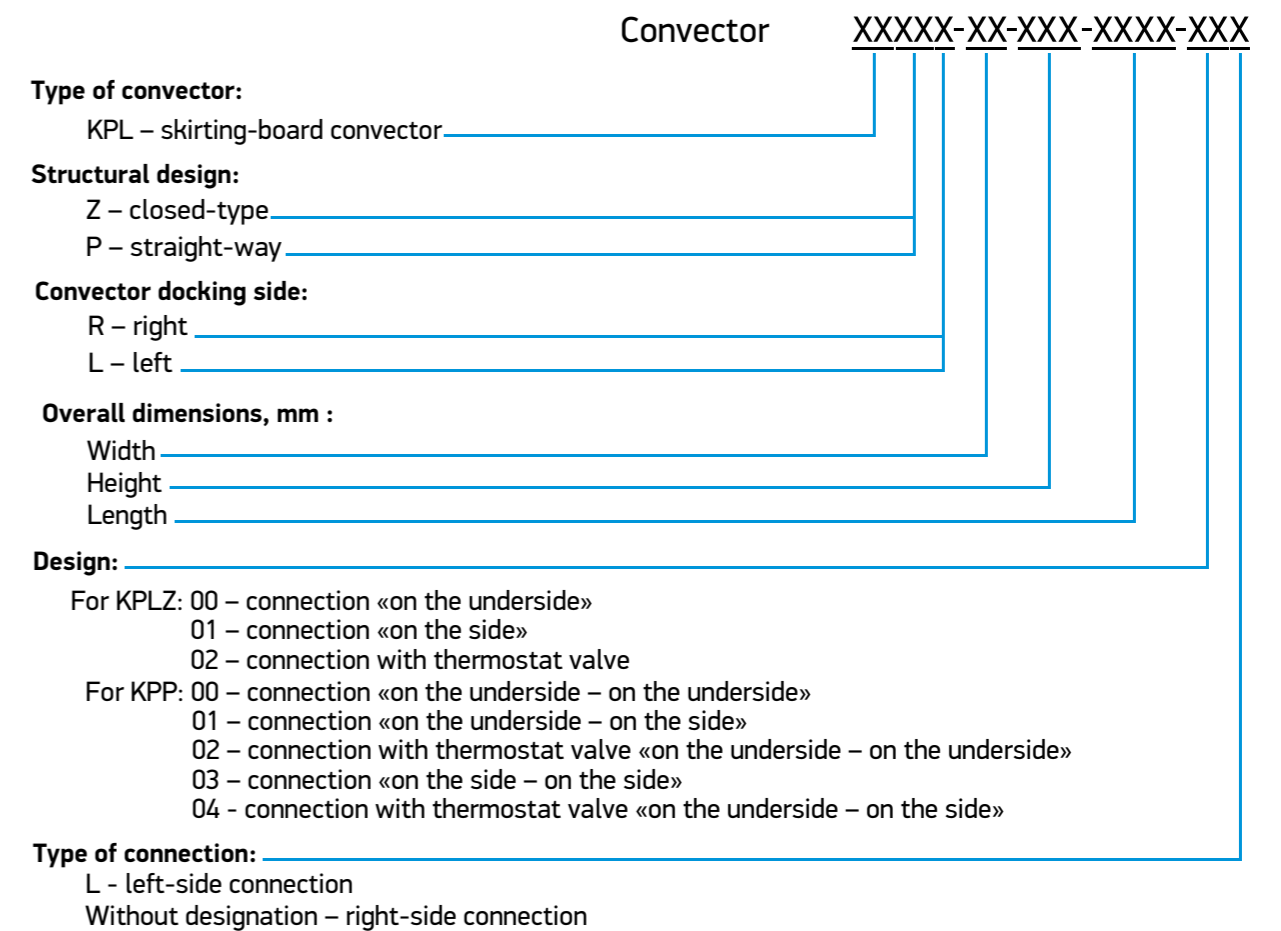 Convector XXXXX-XX-XXX-XXXX-XXX
Type of convector:
KPL – skirting-board convector
Structural design:
Z – closed-type
P – straight-way
Convector docking side:
R – right
L – left
Overall dimensions, mm :
Width
Height
Length
Design:
For KPLZ: 00 – connection «on the underside»
01 – connection «on the side»
02 – connection with thermostat valve
For KPP: 00 – connection «on the underside – on the underside»
01 – connection «on the underside – on the side»
02 – connection with thermostat valve «on the underside – on the underside»
03 – connection «on the side – on the side»
04 - connection with thermostat valve «on the underside – on the side»
Type of connection:
L - left-side connection
Without designation – right-side connection